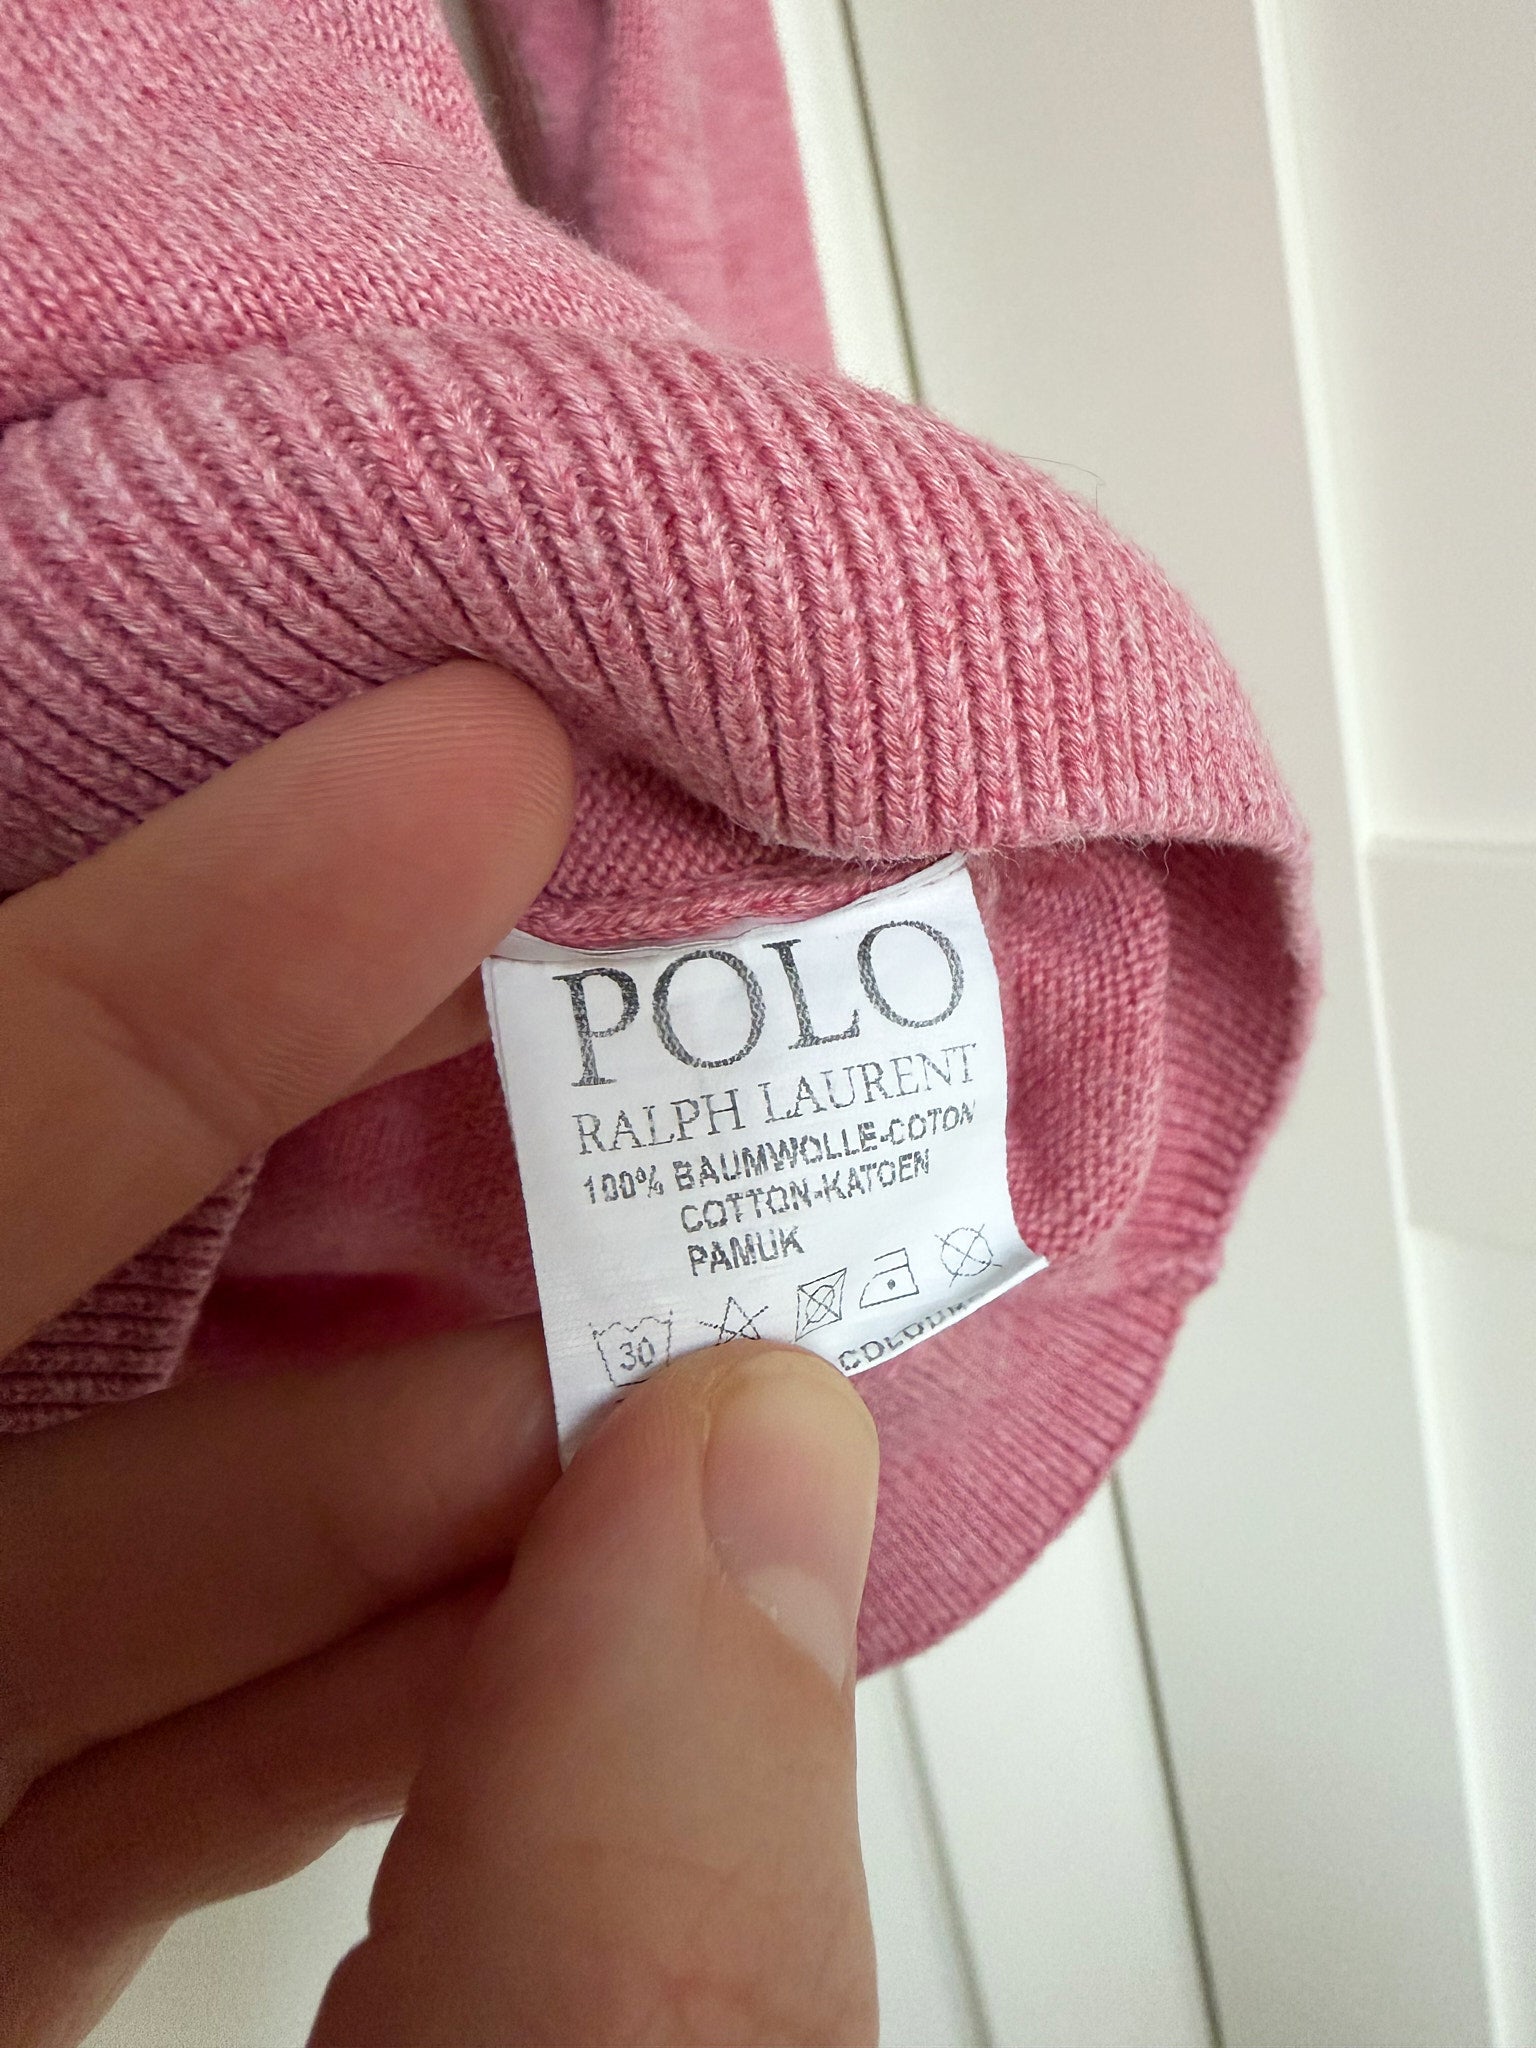 POLO
RALPH LAURENT
100% BAUMWOLLE-COTON
COTTON-KATOEN
PAMUK
30